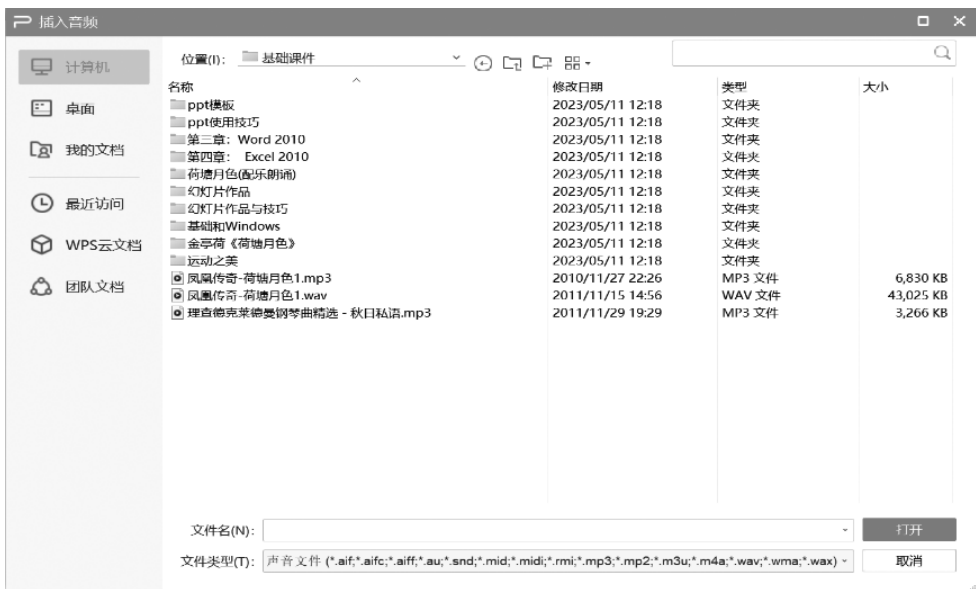 插入音频
计算机
桌面
我的文档
最近访问
WPS云文档
团队文档
位置(I): 基础课件
名称 修改日期 类型 大小
ppt模板 2023/05/11 12:18 文件夹
ppt使用技巧 2023/05/11 12:18 文件夹
第三章: Word 2010 2023/05/11 12:18 文件夹
第四章: Excel 2010 2023/05/11 12:18 文件夹
荷塘月色(配乐朗诵) 2023/05/11 12:18 文件夹
幻灯片作品 2023/05/11 12:18 文件夹
幻灯片作品与技巧 2023/05/11 12:18 文件夹
基础和Windows 2023/05/11 12:18 文件夹
金亭荷《荷塘月色》 2023/05/11 12:18 文件夹
运动之美 2023/05/11 12:18 文件夹
凤凰传奇-荷塘月色1.mp3 2010/11/27 22:26 MP3 文件 6,830 KB
凤凰传奇-荷塘月色1.wav 2011/11/15 14:56 WAV 文件 43,025 KB
理查德克莱德曼钢琴曲精选 - 秋日私语.mp3 2011/11/29 19:29 MP3 文件 3,266 KB
文件名(N):
打开
文件类型(T): 声音文件 (*.aif;*.aifc;*.aiff;*.au;*.snd;*.mid;*.midi;*.rmi;*.mp3;*.mp2;*.m3u;*.m4a;*.wav;*.wma;*.wax)
取消